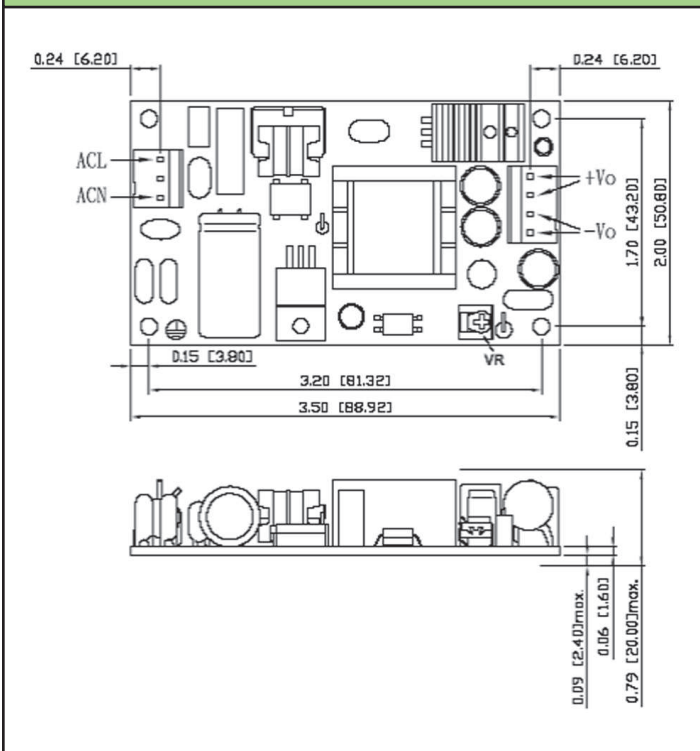 0.24 [6.20]
0.24 [6.20]
ACL
ACN
+Vo
-Vo
1.70 [43.20]
2.00 [50.80]
VR
0.15 [3.80]
3.20 [81.32]
3.50 [88.92]
0.15 [3.80]
0.09 [2.40]max.
0.06 [1.60]
0.79 [20.00]max.